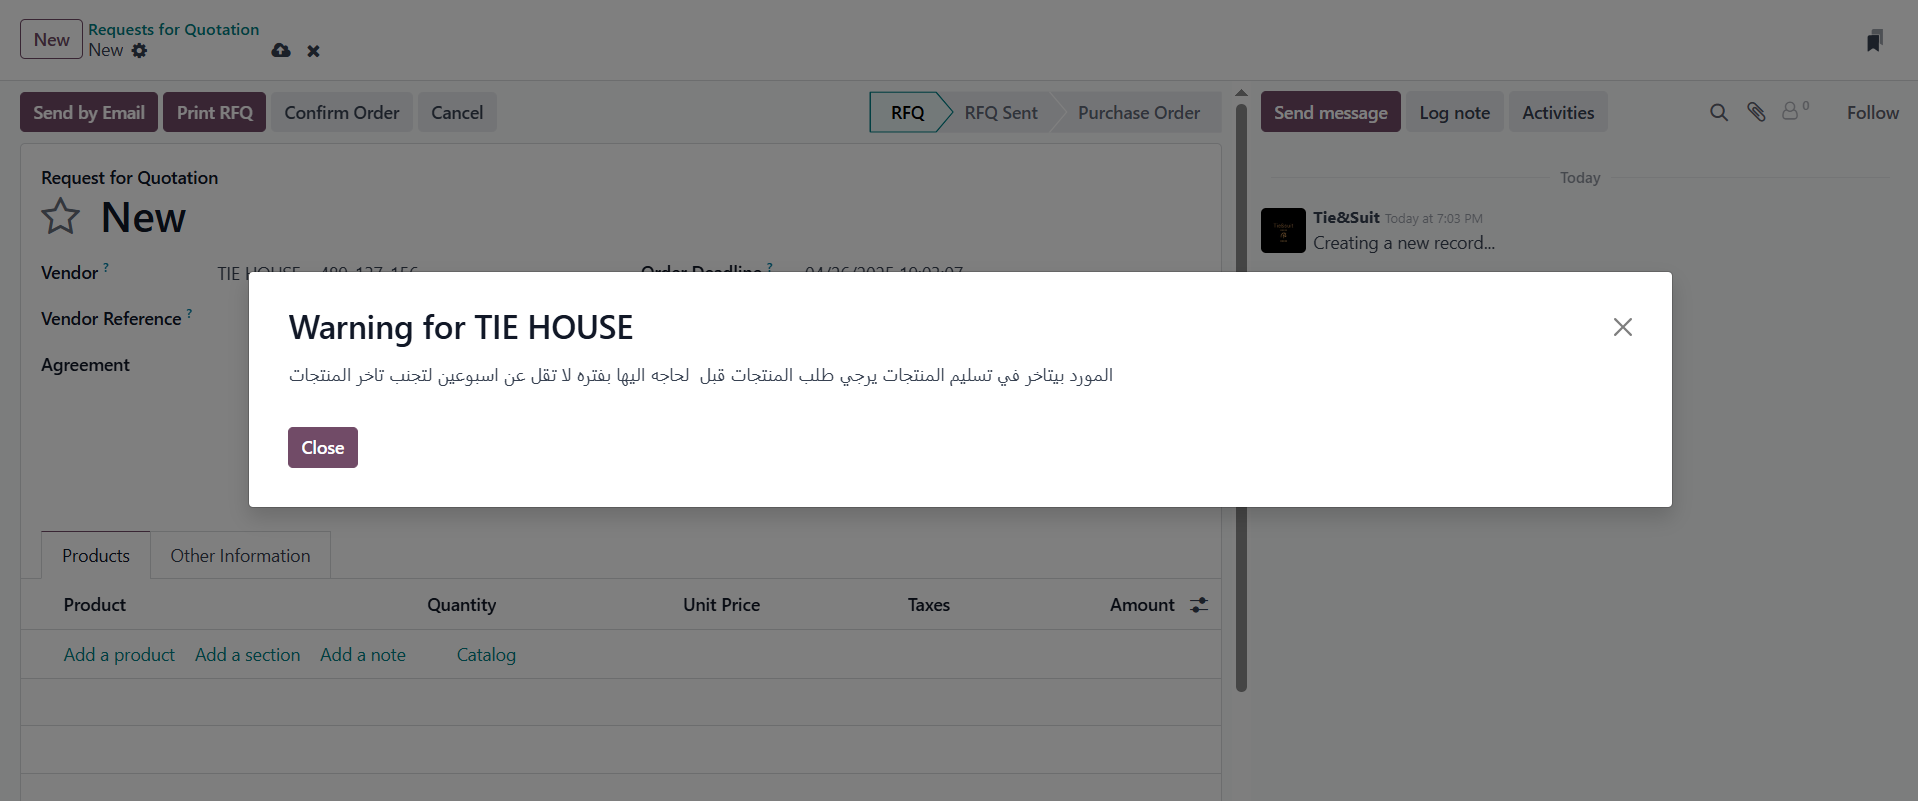 New
Requests for Quotation
New
Send by Email
Print RFQ
Confirm Order
Cancel
RFQ
RFQ Sent
Purchase Order
Send message
Log note
Activities
0
Follow
Request for Quotation
New
Vendor ?
TIE
Order Deadline ?
Vendor Reference ?
Agreement
Today
Tie&Suit Today at 7:03 PM
Creating a new record...
Warning for TIE HOUSE
المورد بيتاخر في تسليم المنتجات يرجي طلب المنتجات قبل  لحاجه اليها بفتره لا تقل عن اسبوعين لتجنب تاخر المنتجات
Close
Products
Other Information
Product
Quantity
Unit Price
Taxes
Amount
Add a product
Add a section
Add a note
Catalog